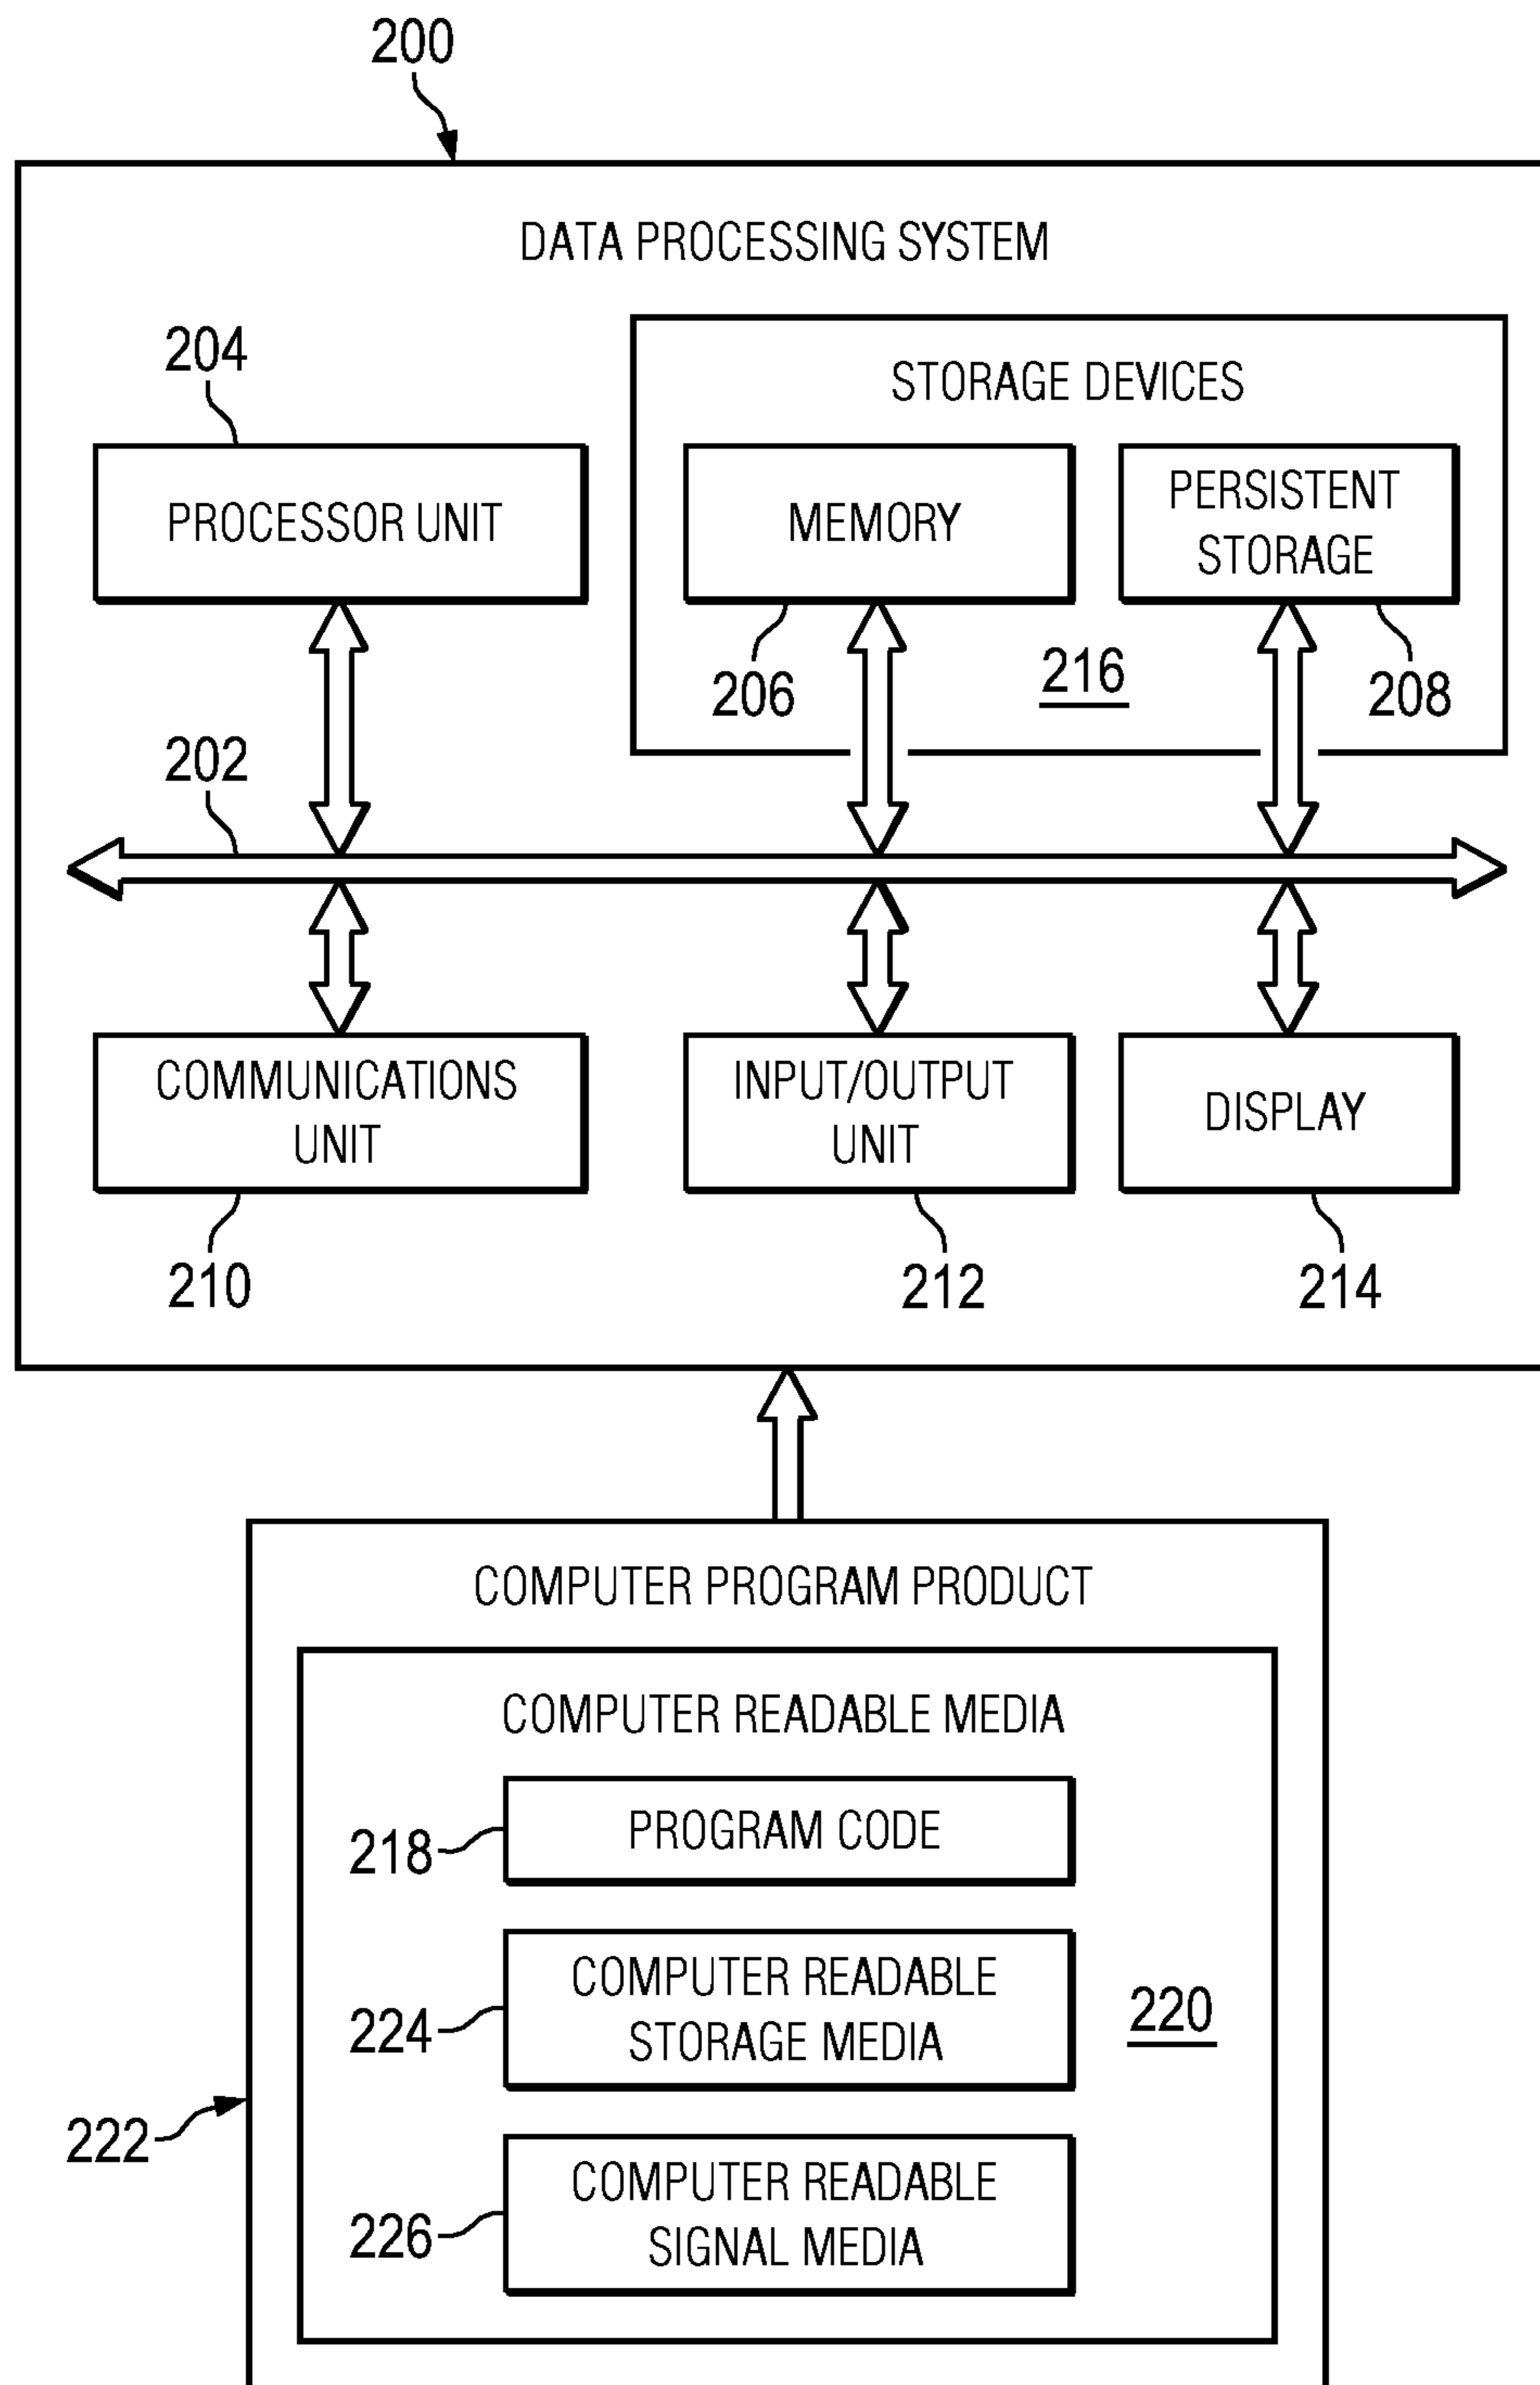 200
DATA PROCESSING SYSTEM
204
STORAGE DEVICES
PROCESSOR UNIT
MEMORY
PERSISTENT
STORAGE
206
216
208
202
COMMUNICATIONS
UNIT
INPUT/OUTPUT
UNIT
DISPLAY
210
212
214
COMPUTER PROGRAM PRODUCT
COMPUTER READABLE MEDIA
218
PROGRAM CODE
224
COMPUTER READABLE
STORAGE MEDIA
220
222
226
COMPUTER READABLE
SIGNAL MEDIA